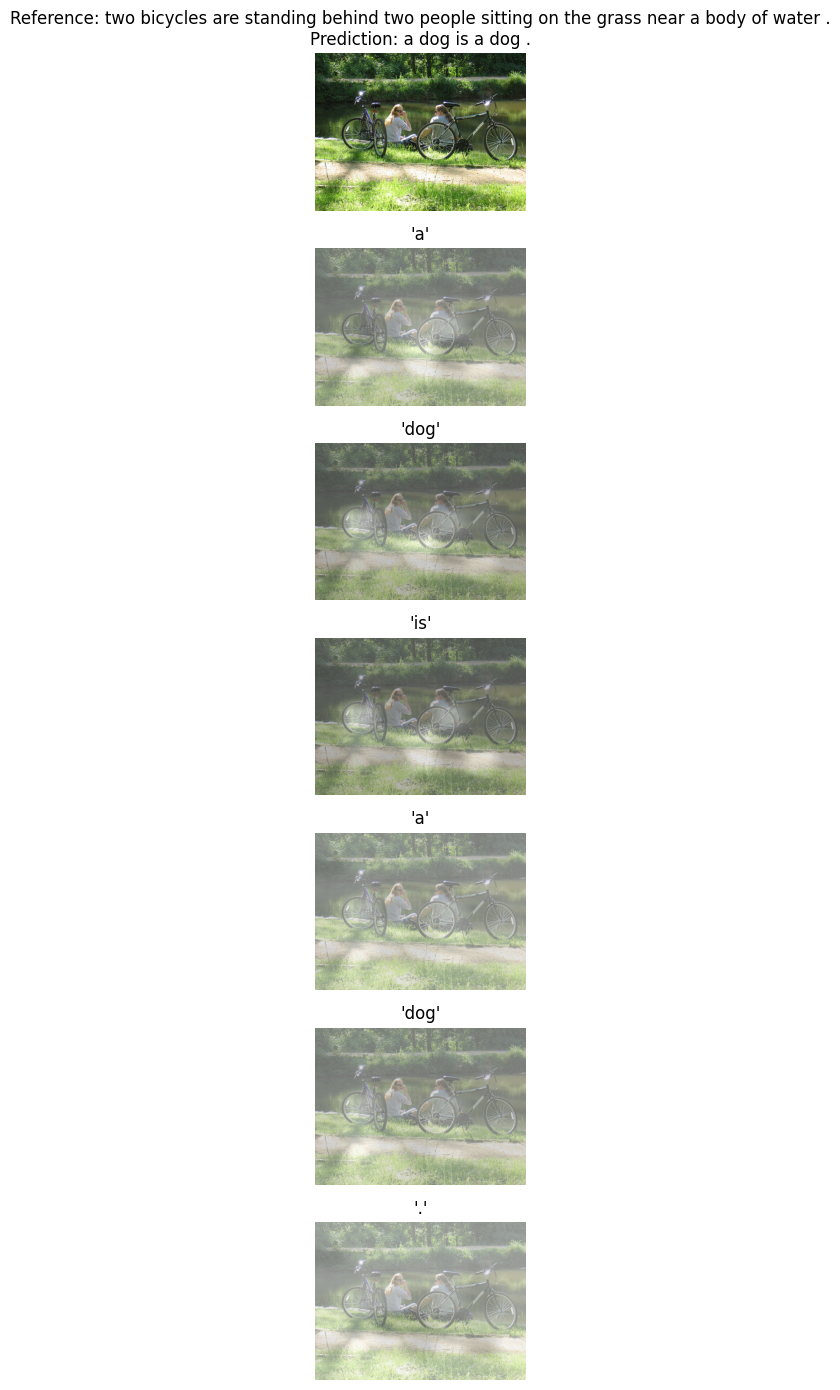 Reference: two bicycles are standing behind two people sitting on the grass near a body of water .
Prediction: a dog is a dog .
'a'
'dog'
'is'
'a'
'dog'
'.'